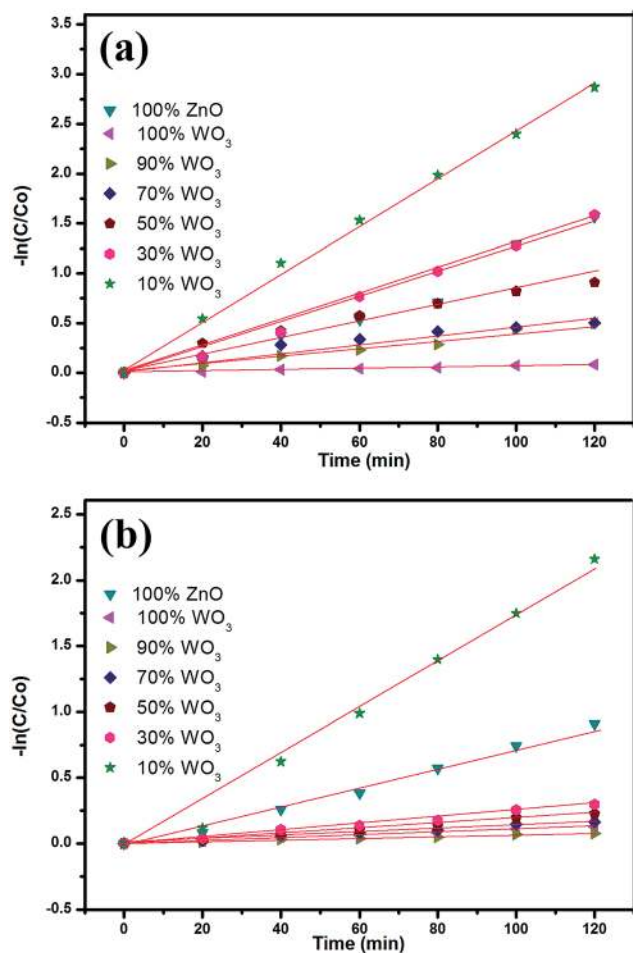 (a)
3.5
3.0
2.5
2.0
1.5
1.0
0.5
0.0
-0.5
-ln(C/Co)
100% ZnO
100% WO3
90% WO3
70% WO3
50% WO3
30% WO3
10% WO3
0 20 40 60 80 100 120
Time (min)
(b)
2.5
2.0
1.5
1.0
0.5
0.0
-0.5
-ln(C/Co)
100% ZnO
100% WO3
90% WO3
70% WO3
50% WO3
30% WO3
10% WO3
0 20 40 60 80 100 120
Time (min)